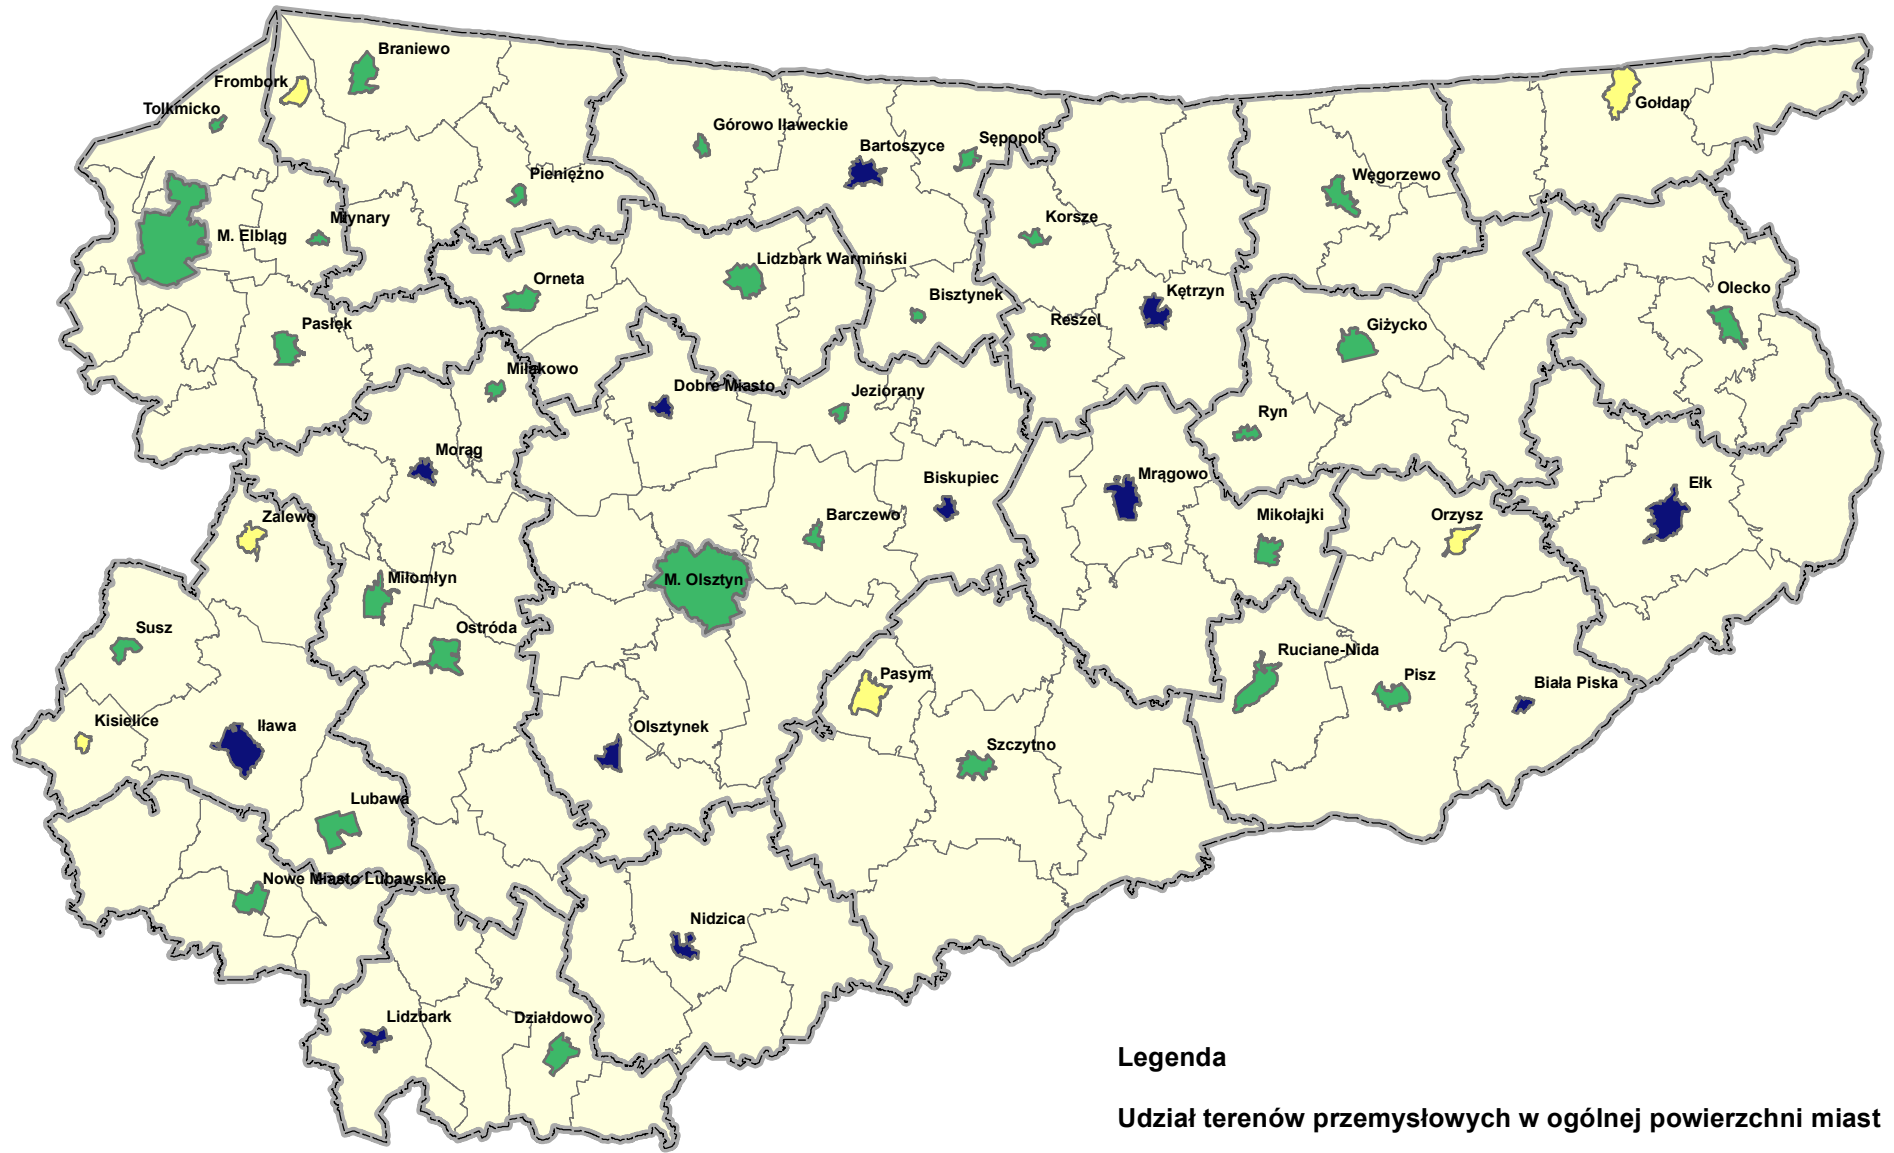 Braniewo
Frombork
Tolkmicko
Gołdap
Górowo Iławeckie
Bartoszyce
Sępopol
Pieniężno
Węgorzewo
Młynary
M. Elbląg
Korsze
Lidzbark Warmiński
Orneta
Bisztynek
Kętrzyn
Olecko
Pasłęk
Reszel
Giżycko
Miłakowo
Dobre Miasto
Jeziorany
Ryn
Morąg
Biskupiec
Mrągowo
Ełk
Zalewo
Barczewo
Mikołajki
Orzysz
Miłomłyn
M. Olsztyn
Susz
Ostróda
Ruciane-Nida
Pasym
Pisz
Biała Piska
Kisielice
Iława
Olsztynek
Szczytno
Lubawa
Nowe Miasto Lubawskie
Nidzica
Lidzbark
Działdowo
Legenda
Udział terenów przemysłowych w ogólnej powierzchni miast